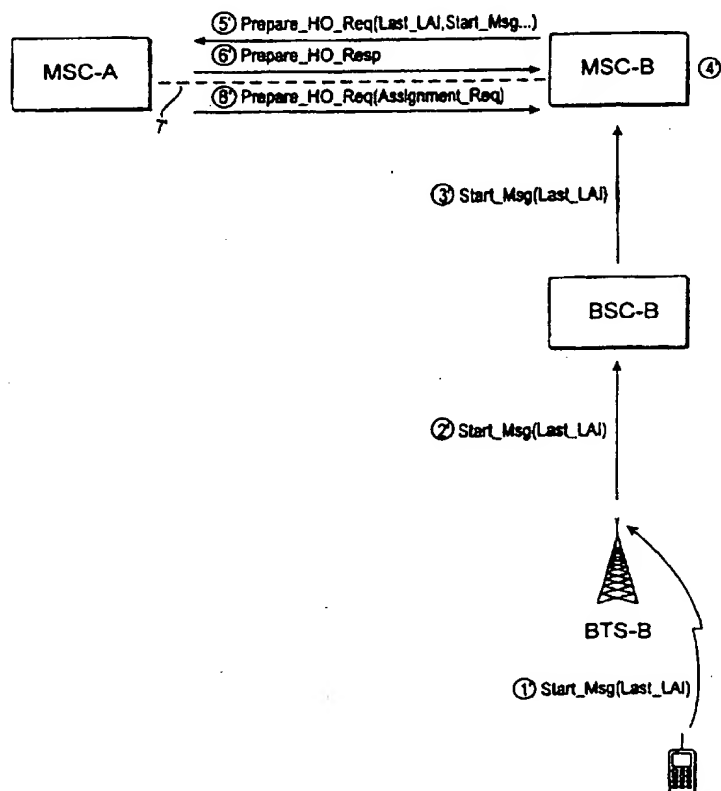 ⑤' Prepare_HO_Req(Last_LAI,Start_Msg...)
⑥' Prepare_HO_Resp
MSC-A
MSC-B
④'
T
⑧' Prepare_HO_Req(Assignment_Req)
③' Start_Msg(Last_LAI)
BSC-B
②' Start_Msg(Last_LAI)
BTS-B
①' Start_Msg(Last_LAI)